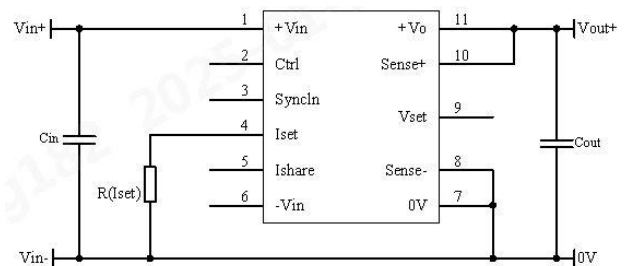 Vin+
1
+Vin
+Vo
11
Vout+
2
Ctrl
Sense+
10
3
SyncIn
Vset
9
4
Iset
Cin
Cout
5
Ishare
Sense-
8
R(Iset)
6
-Vin
0V
7
Vin-
0V